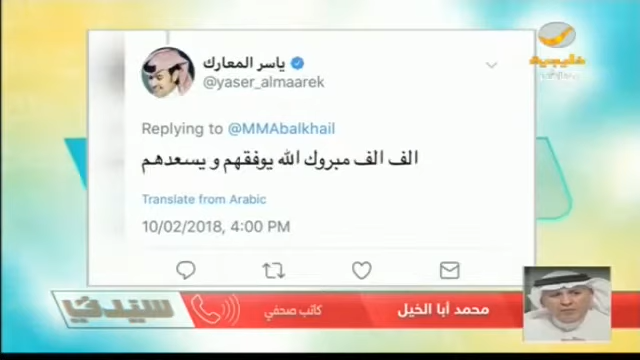 خليجية
ياسر المعارك
@yaser_almaarek
Replying to @MMAbalkhail
الف الف مبروك الله يوفقهم و يسعدهم
Translate from Arabic
10/02/2018, 4:00 PM
محمد أبا الخيل
كاتب صحفي
سيدتي